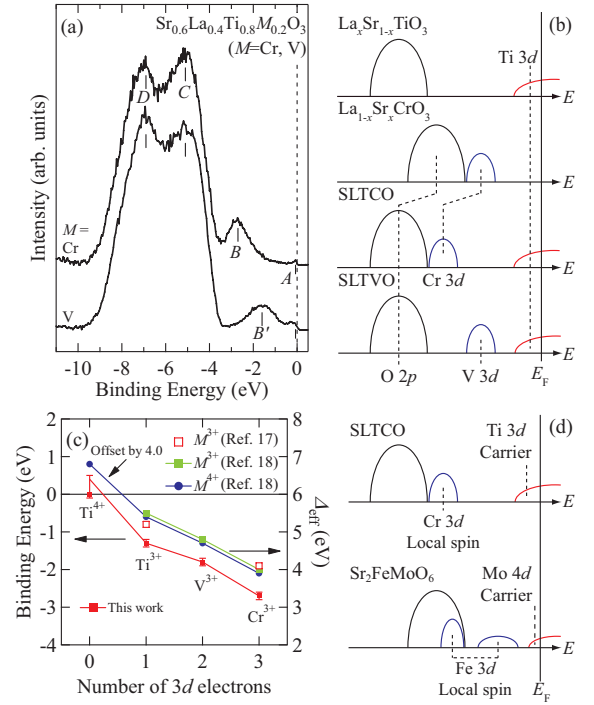 (a)
Sr0.6La0.4Ti0.8M0.2O3
(M=Cr, V)
D
C
M =
Cr
B
A
V
B'
Intensity (arb. units)
-10 -8 -6 -4 -2 0
Binding Energy (eV)
(b)
LaxSr1-xTiO3
Ti 3d
E
La1-xSrxCrO3
E
SLTCO
E
Cr 3d
SLTVO
E
O 2p
V 3d
EF
(c)
Offset by 4.0
M3+ (Ref. 17)
M3+ (Ref. 18)
M4+ (Ref. 18)
Ti4+
Ti3+
V3+
Cr3+
This work
Binding Energy (eV)
2
1
0
-1
-2
-3
-4
Δeff (eV)
8
7
6
5
4
3
2
0 1 2 3
Number of 3d electrons
(d)
SLTCO
Ti 3d
Carrier
E
Cr 3d
Local spin
Sr2FeMoO6
Mo 4d
Carrier
E
Fe 3d
Local spin
EF